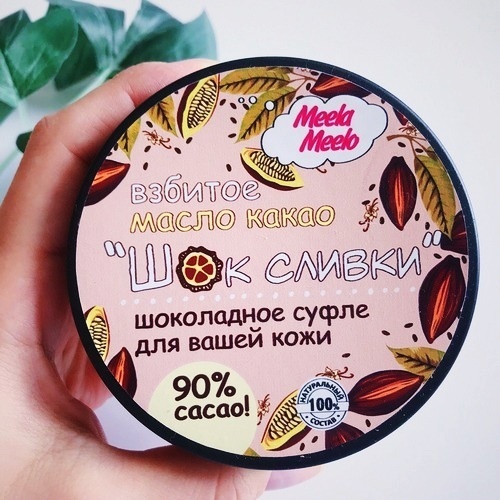 Meela
Meelo
взбитое
масло какао
"Шок сливки"
шоколадное суфле
для вашей кожи
90%
cacao!
НАТУРАЛЬНЫЙ
100%
СОСТАВ